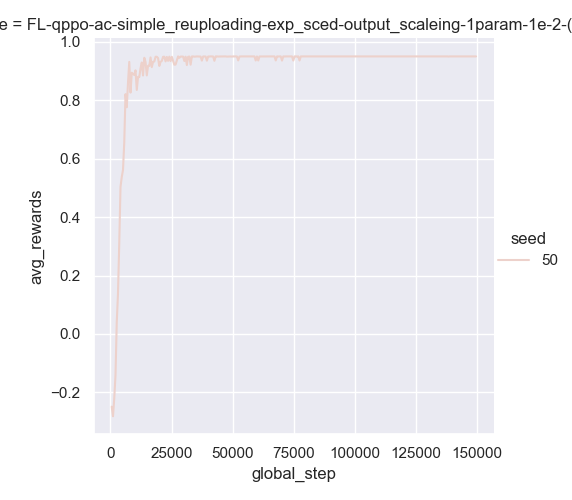 e = FL-qppo-ac-simple_reuploading-exp_sced-output_scaleing-1param-1e-2-(
1.0
0.8
0.6
0.4
0.2
0.0
−0.2
avg_rewards
0 25000 50000 75000 100000 125000 150000
global_step
seed
50